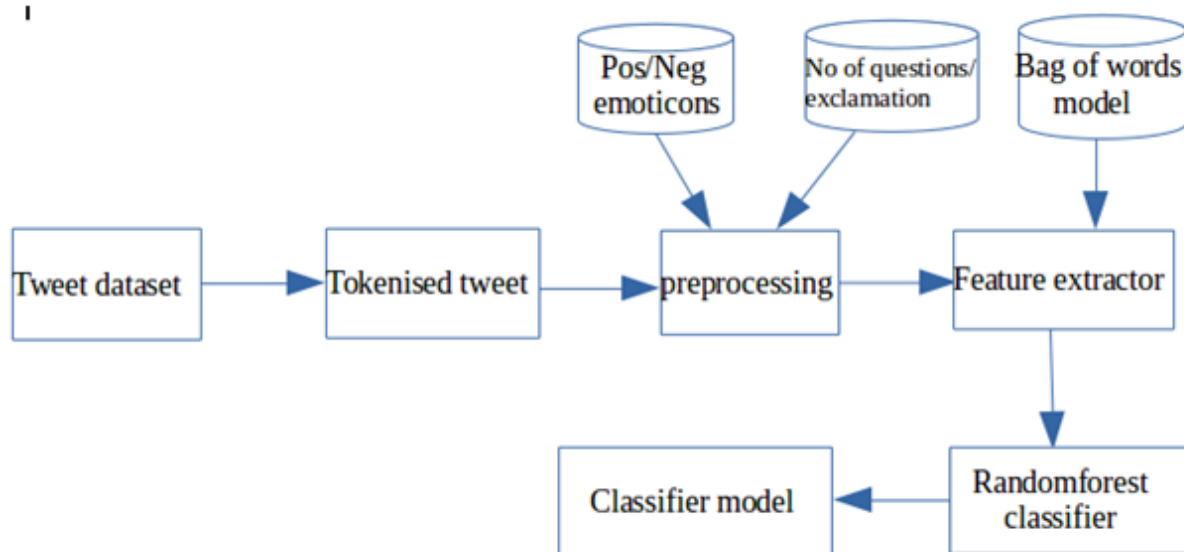 Pos/Neg
emoticons
No of questions/
exclamation
Bag of words
model
Tweet dataset
Tokenised tweet
preprocessing
Feature extractor
Classifier model
Randomforest
classifier